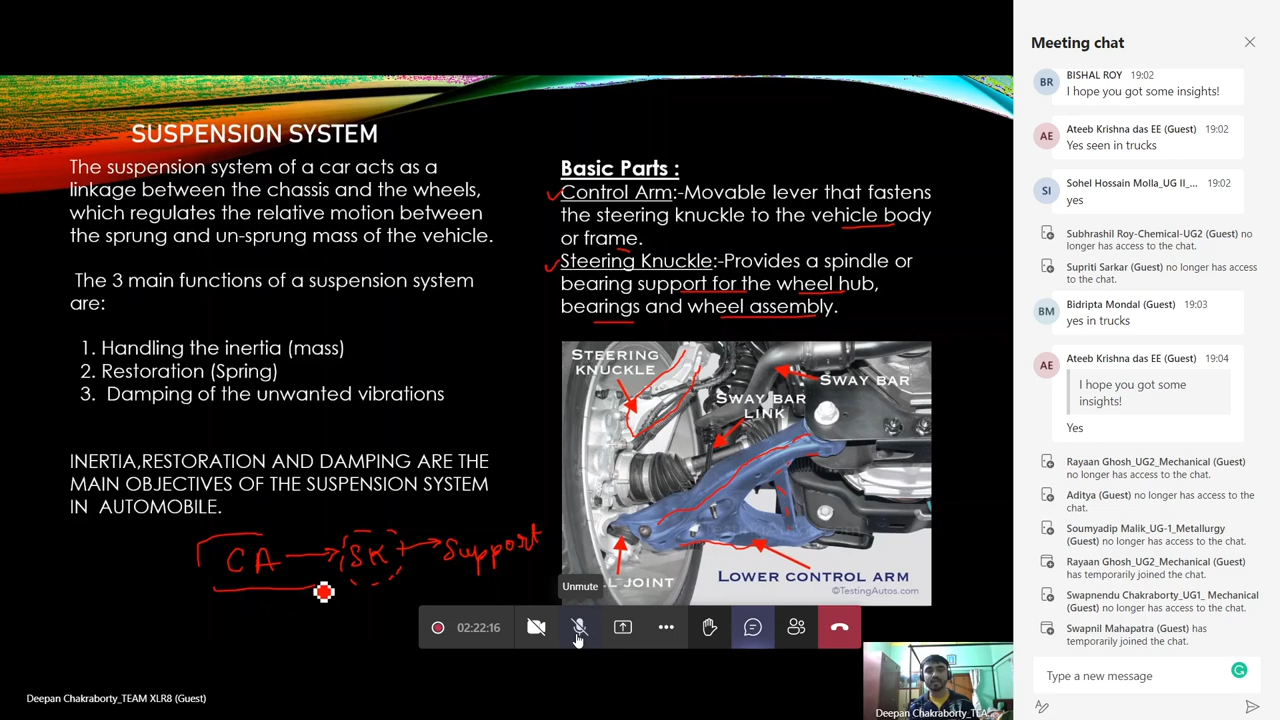 SUSPENSION SYSTEM
The suspension system of a car acts as a
linkage between the chassis and the wheels,
which regulates the relative motion between
the sprung and un-sprung mass of the vehicle.
The 3 main functions of a suspension system
are:
1. Handling the inertia (mass)
2. Restoration (Spring)
3. Damping of the unwanted vibrations
INERTIA,RESTORATION AND DAMPING ARE THE
MAIN OBJECTIVES OF THE SUSPENSION SYSTEM
IN AUTOMOBILE.
CA SK Support
Basic Parts :
Control Arm:-Movable lever that fastens
the steering knuckle to the vehicle body
or frame.
Steering Knuckle:-Provides a spindle or
bearing support for the wheel hub,
bearings and wheel assembly.
STEERING
KNUCKLE
SWAY BAR
SWAY BAR
LINK
L JOINT
LOWER CONTROL ARM
©TestingAutos.com
Unmute
02:22:16
Deepan Chakraborty_TEAM XLR8 (Guest)
Deepan Chakraborty_TEA
Meeting chat
BR
BISHAL ROY 19:02
I hope you got some insights!
AE
Ateeb Krishna das EE (Guest) 19:02
Yes seen in trucks
SI
Sohel Hossain Molla_UG II_... 19:02
yes
Subhrashil Roy-Chemical-UG2 (Guest) no
longer has access to the chat.
Supriti Sarkar (Guest) no longer has access
to the chat.
BM
Bidripta Mondal (Guest) 19:03
yes in trucks
AE
Ateeb Krishna das EE (Guest) 19:04
I hope you got some
insights!
Yes
Rayaan Ghosh_UG2_Mechanical (Guest)
no longer has access to the chat.
Aditya (Guest) no longer has access to the
chat.
Soumyadip Malik_UG-1_Metallurgy
(Guest) no longer has access to the chat.
Rayaan Ghosh_UG2_Mechanical (Guest)
has temporarily joined the chat.
Swapnendu Chakraborty_UG1_ Mechanical
(Guest) no longer has access to the chat.
Swapnil Mahapatra (Guest) has
temporarily joined the chat.
Type a new message